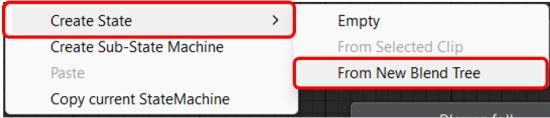 Create State
Create Sub-State Machine
Paste
Copy current StateMachine
Empty
From Selected Clip
From New Blend Tree